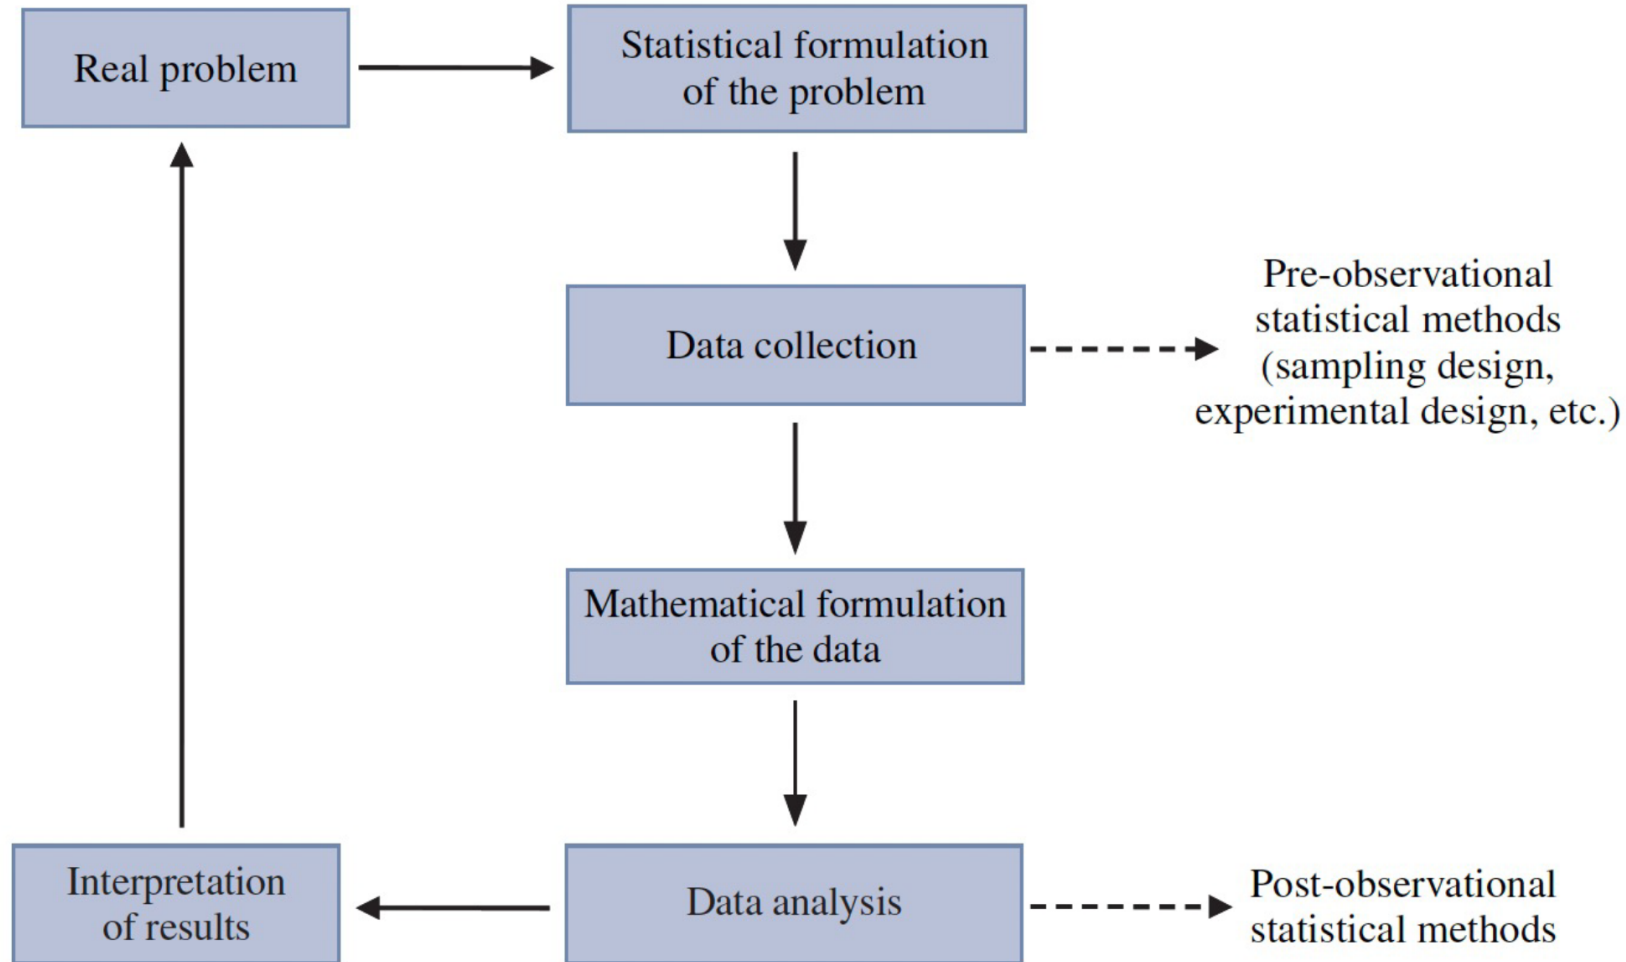 Real problem
Statistical formulation
of the problem
Data collection
Pre-observational
statistical methods
(sampling design,
experimental design, etc.)
Mathematical formulation
of the data
Data analysis
Post-observational
statistical methods
Interpretation
of results